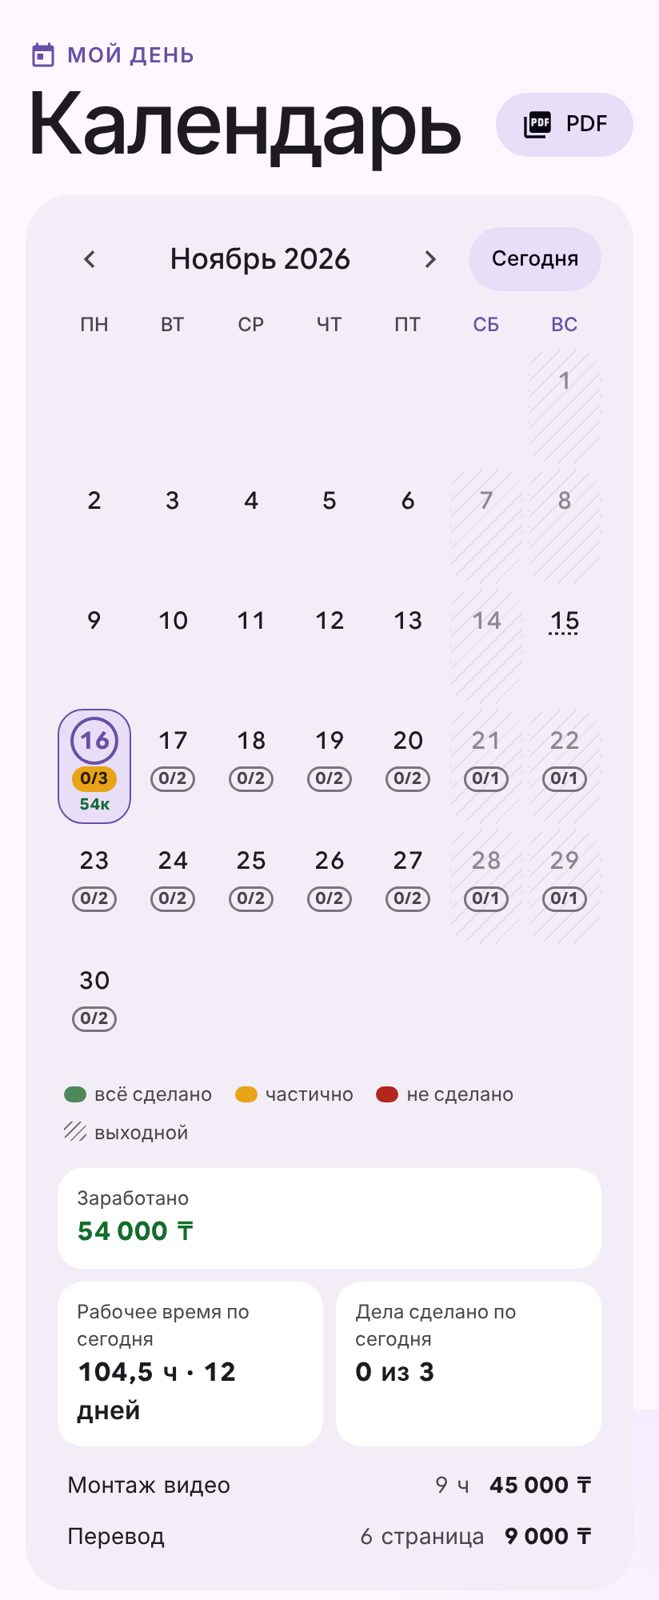 МОЙ ДЕНЬ
Календарь
PDF PDF
Ноябрь 2026 Сегодня
ПН ВТ СР ЧТ ПТ СБ ВС
1
2 3 4 5 6 7 8
9 10 11 12 13 14 15
16 17 18 19 20 21 22
0/3 0/2 0/2 0/2 0/2 0/1 0/1
54к
23 24 25 26 27 28 29
0/2 0/2 0/2 0/2 0/2 0/1 0/1
30
0/2
всё сделано частично не сделано
выходной
Заработано
54 000 ₸
Рабочее время по
сегодня
104,5 ч · 12
дней
Дела сделано по
сегодня
0 из 3
Монтаж видео 9 ч 45 000 ₸
Перевод 6 страница 9 000 ₸